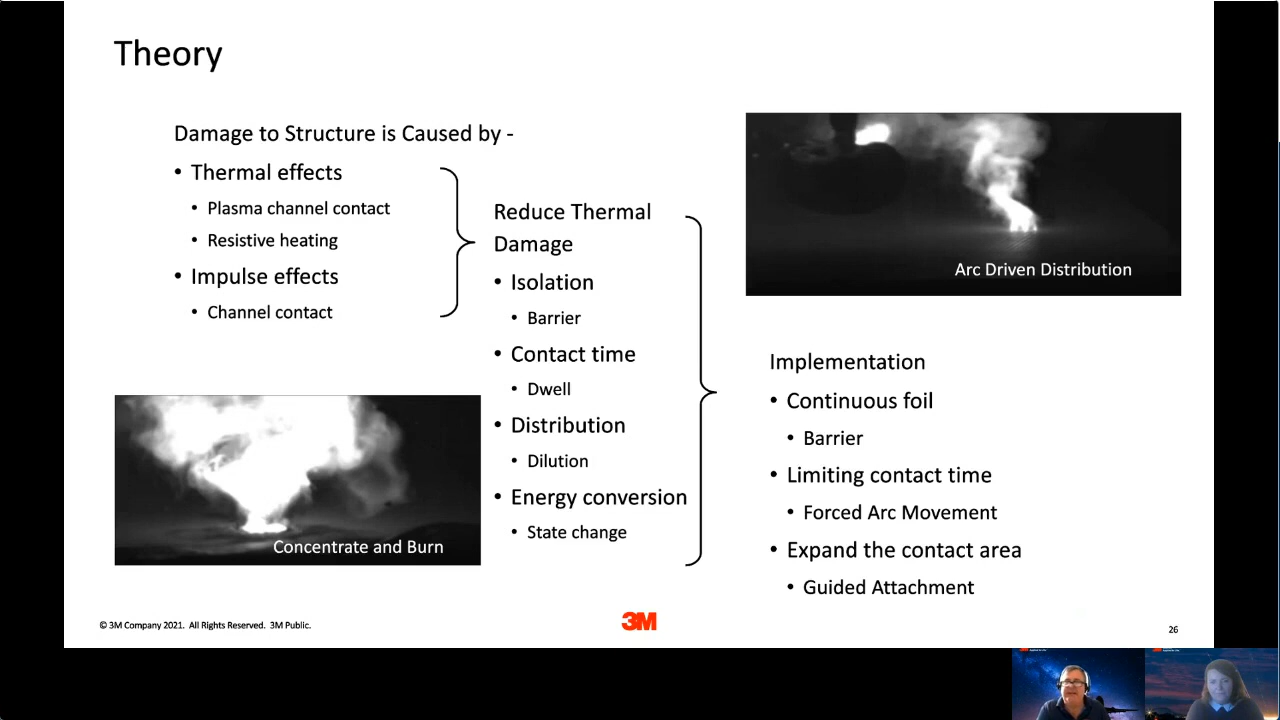 Theory
Damage to Structure is Caused by -
• Thermal effects
• Plasma channel contact
• Resistive heating
• Impulse effects
• Channel contact
Concentrate and Burn
Reduce Thermal
Damage
• Isolation
• Barrier
• Contact time
• Dwell
• Distribution
• Dilution
• Energy conversion
• State change
Arc Driven Distribution
Implementation
• Continuous foil
• Barrier
• Limiting contact time
• Forced Arc Movement
• Expand the contact area
• Guided Attachment
© 3M Company 2021. All Rights Reserved. 3M Public.
3M
26